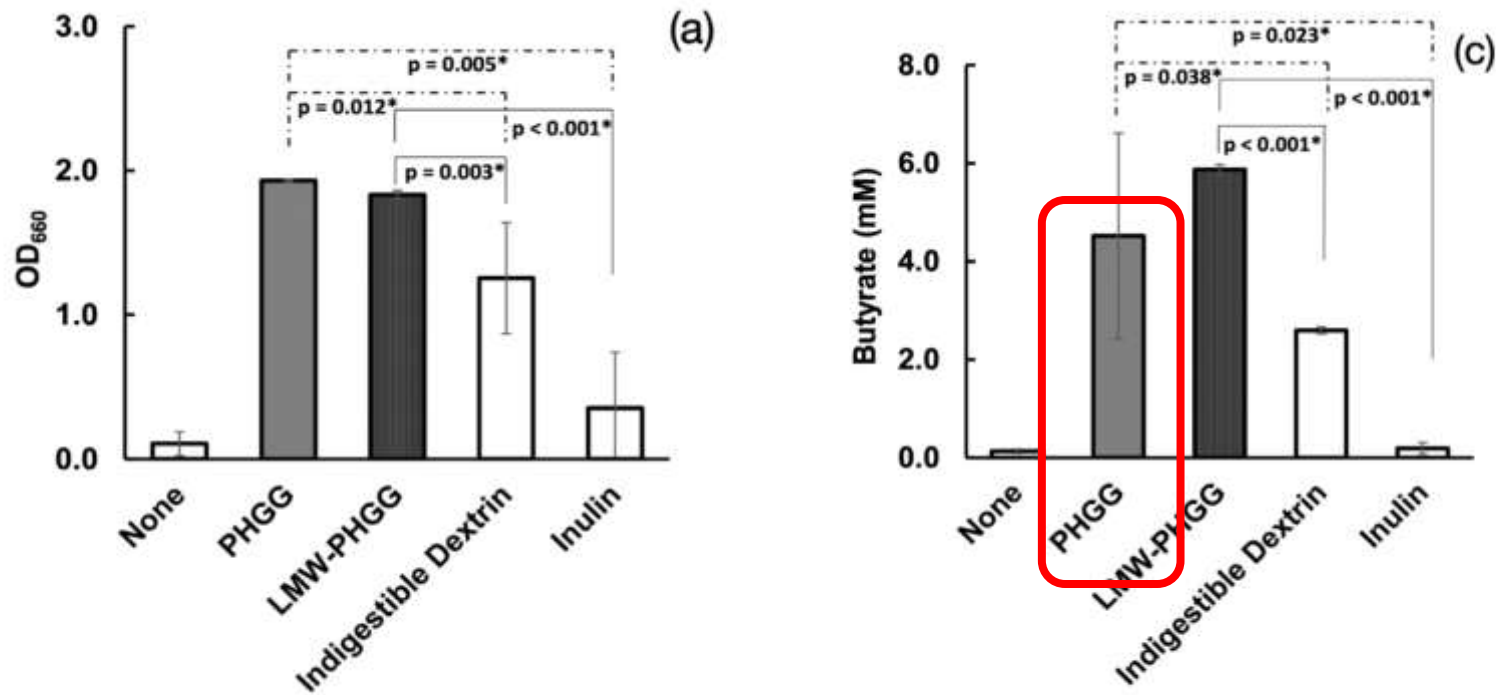 (a)
3.0
2.0
1.0
0.0
OD660
p = 0.005*
p = 0.012*
p < 0.001*
p = 0.003*
None
PHGG
LMW-PHGG
Indigestible Dextrin
Inulin
(c)
8.0
6.0
4.0
2.0
0.0
Butyrate (mM)
p = 0.023*
p = 0.038*
p < 0.001*
p < 0.001*
None
PHGG
LMW-PHGG
Indigestible Dextrin
Inulin